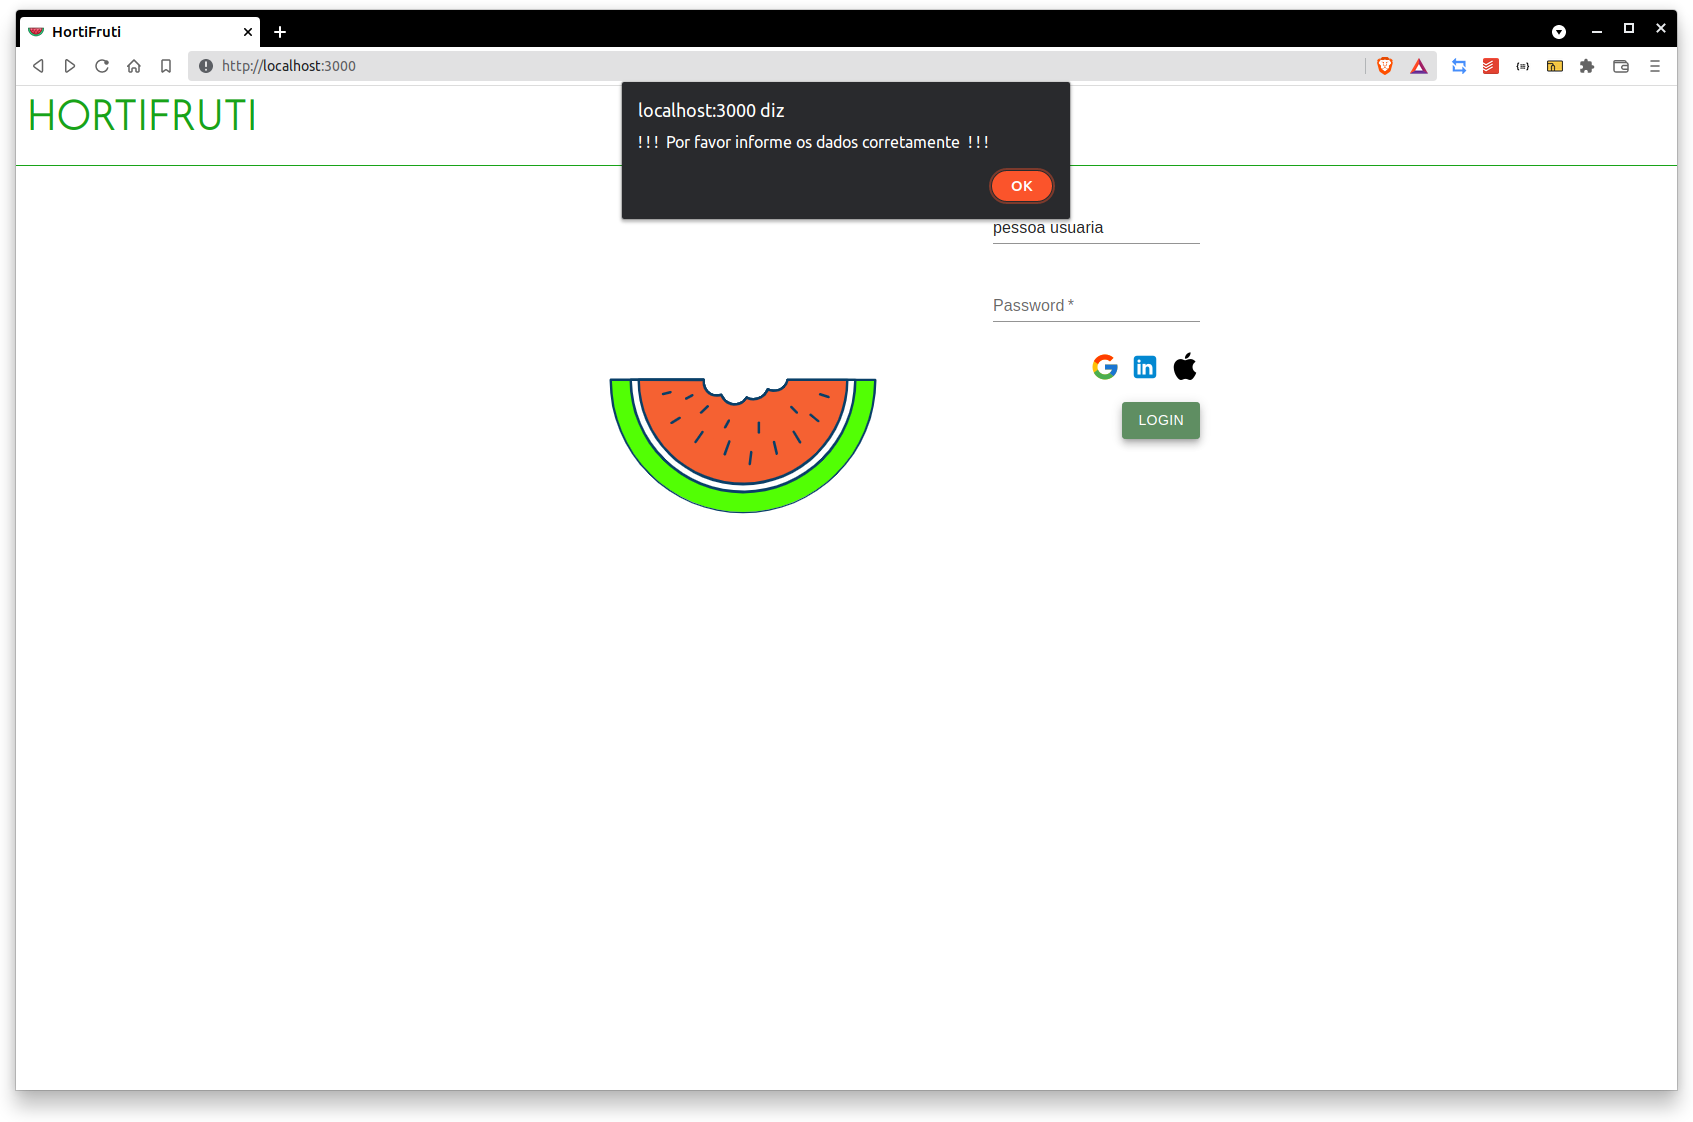 HortiFruti
http://localhost:3000
HORTIFRUTI
localhost:3000 diz
!!! Por favor informe os dados corretamente !!!
OK
pessoa usuaria
Password *
in
LOGIN